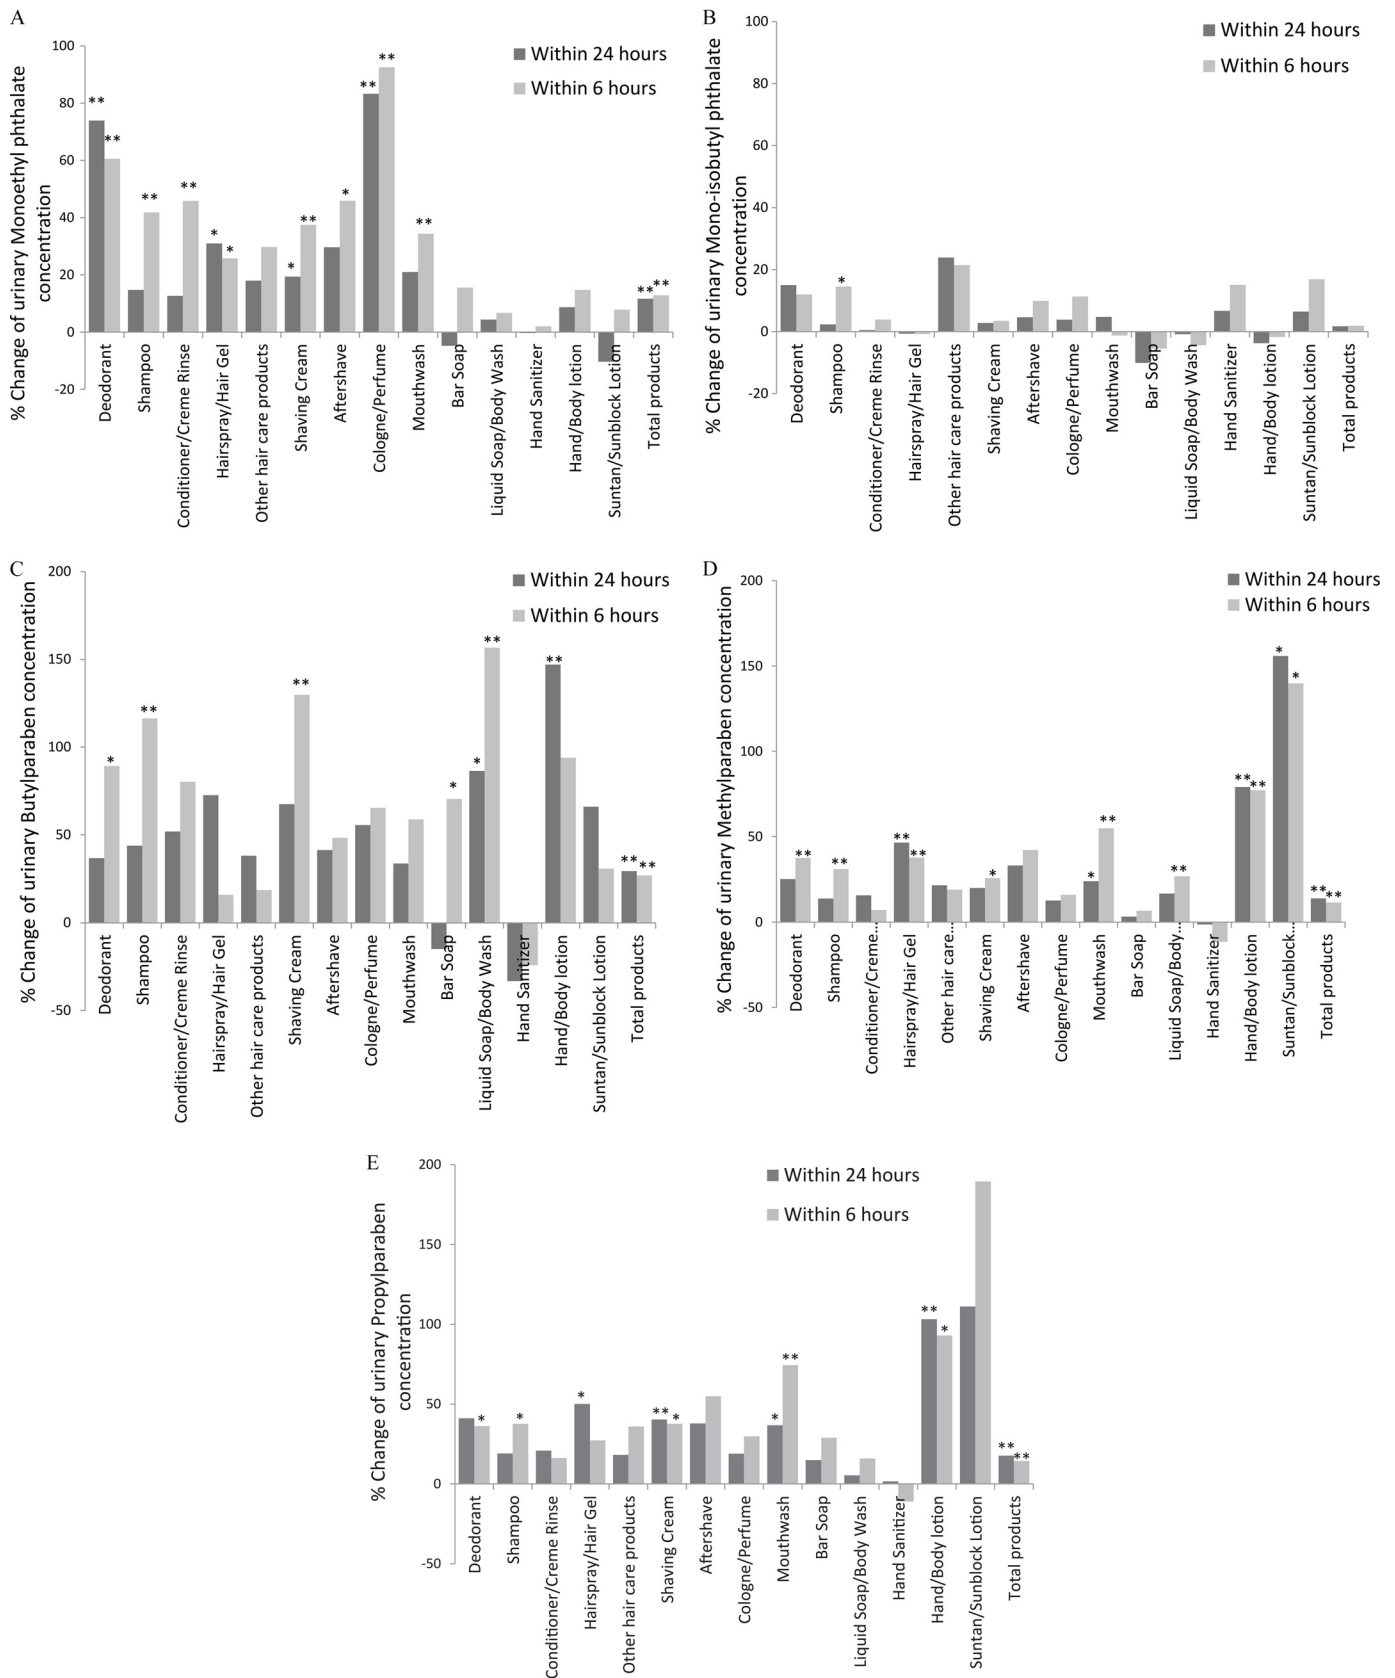 A
% Change of urinary Monoethyl phthalate
concentration
100
80
60
40
20
0
-20
Within 24 hours
Within 6 hours
**
**
**
**
*
*
*
**
*
**
**
**
**
**
Deodorant
Shampoo
Conditioner/Creme Rinse
Hairspray/Hair Gel
Other hair care products
Shaving Cream
Aftershave
Cologne/Perfume
Mouthwash
Bar Soap
Liquid Soap/Body Wash
Hand Sanitizer
Hand/Body lotion
Suntan/Sunblock Lotion
Total products
B
% Change of urinary Mono-isobutyl phthalate
concentration
100
80
60
40
20
0
-20
Within 24 hours
Within 6 hours
*
Deodorant
Shampoo
Conditioner/Creme Rinse
Hairspray/Hair Gel
Other hair care products
Shaving Cream
Aftershave
Cologne/Perfume
Mouthwash
Bar Soap
Liquid Soap/Body Wash
Hand Sanitizer
Hand/Body lotion
Suntan/Sunblock Lotion
Total products
C
% Change of urinary Butylparaben concentration
200
150
100
50
0
-50
Within 24 hours
Within 6 hours
*
**
**
*
*
**
**
**
**
Deodorant
Shampoo
Conditioner/Creme Rinse
Hairspray/Hair Gel
Other hair care products
Shaving Cream
Aftershave
Cologne/Perfume
Mouthwash
Bar Soap
Liquid Soap/Body Wash
Hand Sanitizer
Hand/Body lotion
Suntan/Sunblock Lotion
Total products
D
% Change of urinary Methylparaben concentration
200
150
100
50
0
-50
Within 24 hours
Within 6 hours
**
**
**
**
*
*
**
**
**
**
*
*
**
**
Deodorant
Shampoo
Conditioner/Creme...
Hairspray/Hair Gel
Other hair care...
Shaving Cream
Aftershave
Cologne/Perfume
Mouthwash
Bar Soap
Liquid Soap/Body...
Hand Sanitizer
Hand/Body lotion
Suntan/Sunblock...
Total products
E
% Change of urinary Propylparaben
concentration
200
150
100
50
0
-50
Within 24 hours
Within 6 hours
*
*
*
**
*
*
**
**
*
**
**
Deodorant
Shampoo
Conditioner/Creme Rinse
Hairspray/Hair Gel
Other hair care products
Shaving Cream
Aftershave
Cologne/Perfume
Mouthwash
Bar Soap
Liquid Soap/Body Wash
Hand Sanitizer
Hand/Body lotion
Suntan/Sunblock Lotion
Total products